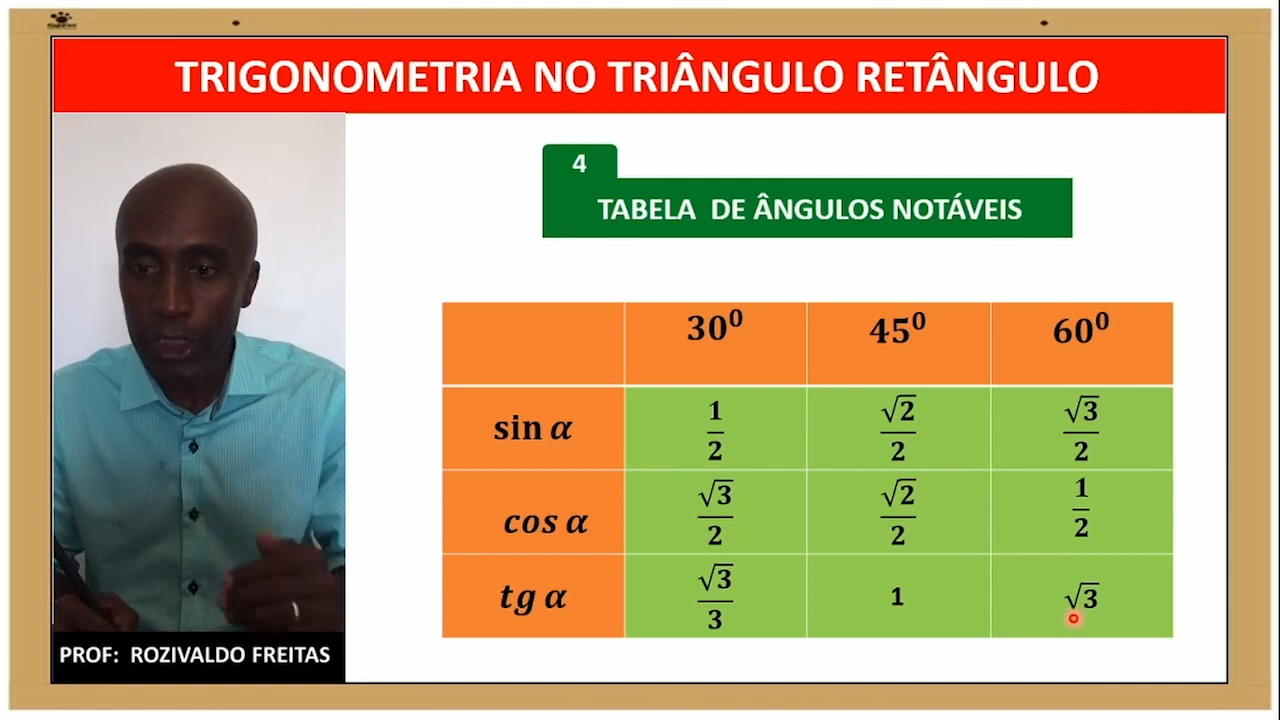 TRIGONOMETRIA NO TRIÂNGULO RETÂNGULO
4
TABELA DE ÂNGULOS NOTÁVEIS
30⁰ 45⁰ 60⁰
sin α 1/2 √2/2 √3/2
cos α √3/2 √2/2 1/2
tg α √3/3 1 √3
PROF: ROZIVALDO FREITAS